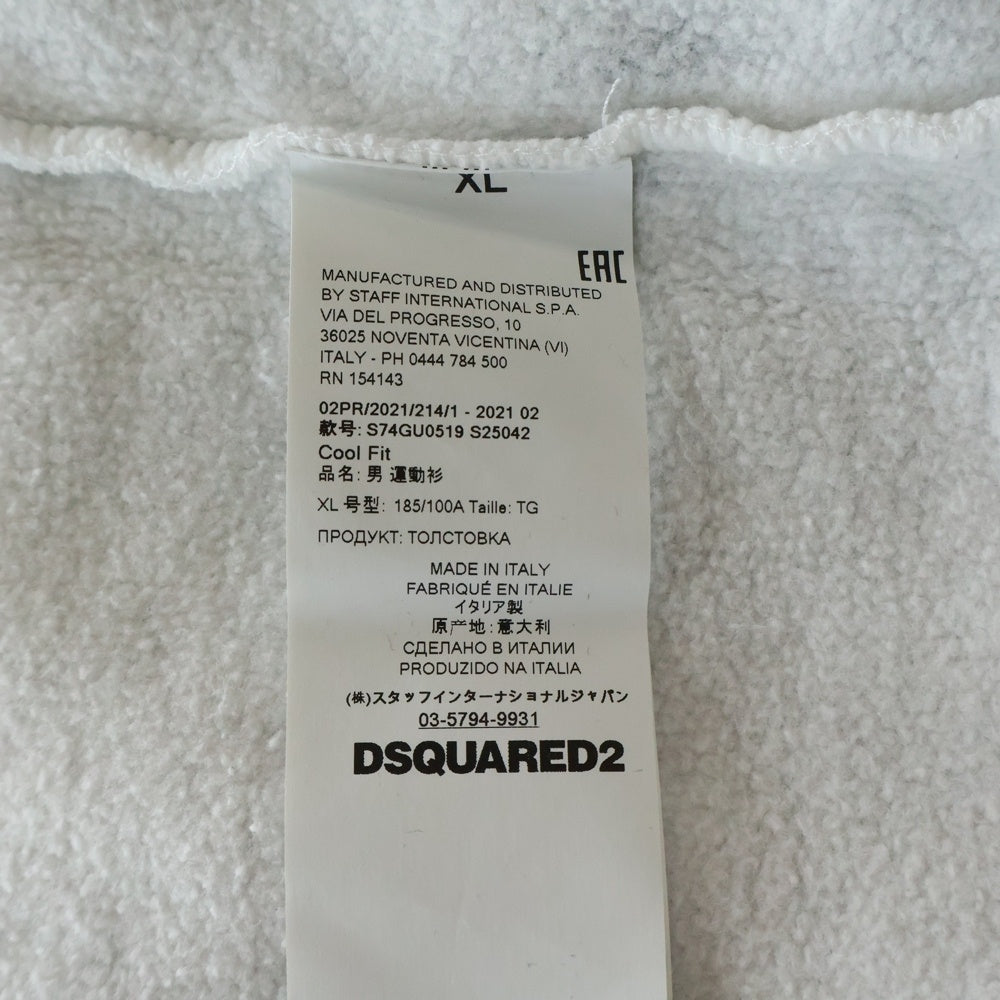 XL
EAC
MANUFACTURED AND DISTRIBUTED
BY STAFF INTERNATIONAL S.P.A.
VIA DEL PROGRESSO, 10
36025 NOVENTA VICENTINA (VI)
ITALY - PH 0444 784 500
RN 154143
02PR/2021/214/1 - 2021 02
款号: S74GU0519 S25042
Cool Fit
品名: 男 運動衫
XL 号型: 185/100A Taille: TG
ПРОДУКТ: ТОЛСТОВКА
MADE IN ITALY
FABRIQUÉ EN ITALIE
イタリア製
原产地: 意大利
СДЕЛАНО В ИТАЛИИ
PRODUZIDO NA ITALIA
(株)スタッフインターナショナルジャパン
03-5794-9931
DSQUARED2